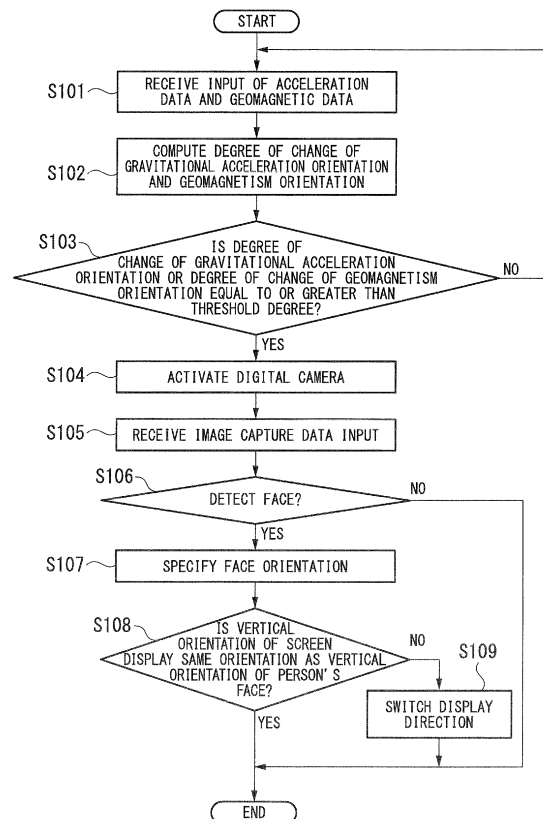 START
S101
RECEIVE INPUT OF ACCELERATION
DATA AND GEOMAGNETIC DATA
S102
COMPUTE DEGREE OF CHANGE OF
GRAVITATIONAL ACCELERATION ORIENTATION
AND GEOMAGNETISM ORIENTATION
S103
IS DEGREE OF
CHANGE OF GRAVITATIONAL ACCELERATION
ORIENTATION OR DEGREE OF CHANGE OF GEOMAGNETISM
ORIENTATION EQUAL TO OR GREATER THAN
THRESHOLD DEGREE?
NO
YES
S104
ACTIVATE DIGITAL CAMERA
S105
RECEIVE IMAGE CAPTURE DATA INPUT
S106
DETECT FACE?
NO
YES
S107
SPECIFY FACE ORIENTATION
S108
IS VERTICAL
ORIENTATION OF SCREEN
DISPLAY SAME ORIENTATION AS VERTICAL
ORIENTATION OF PERSON'S
FACE?
NO
YES
S109
SWITCH DISPLAY
DIRECTION
END